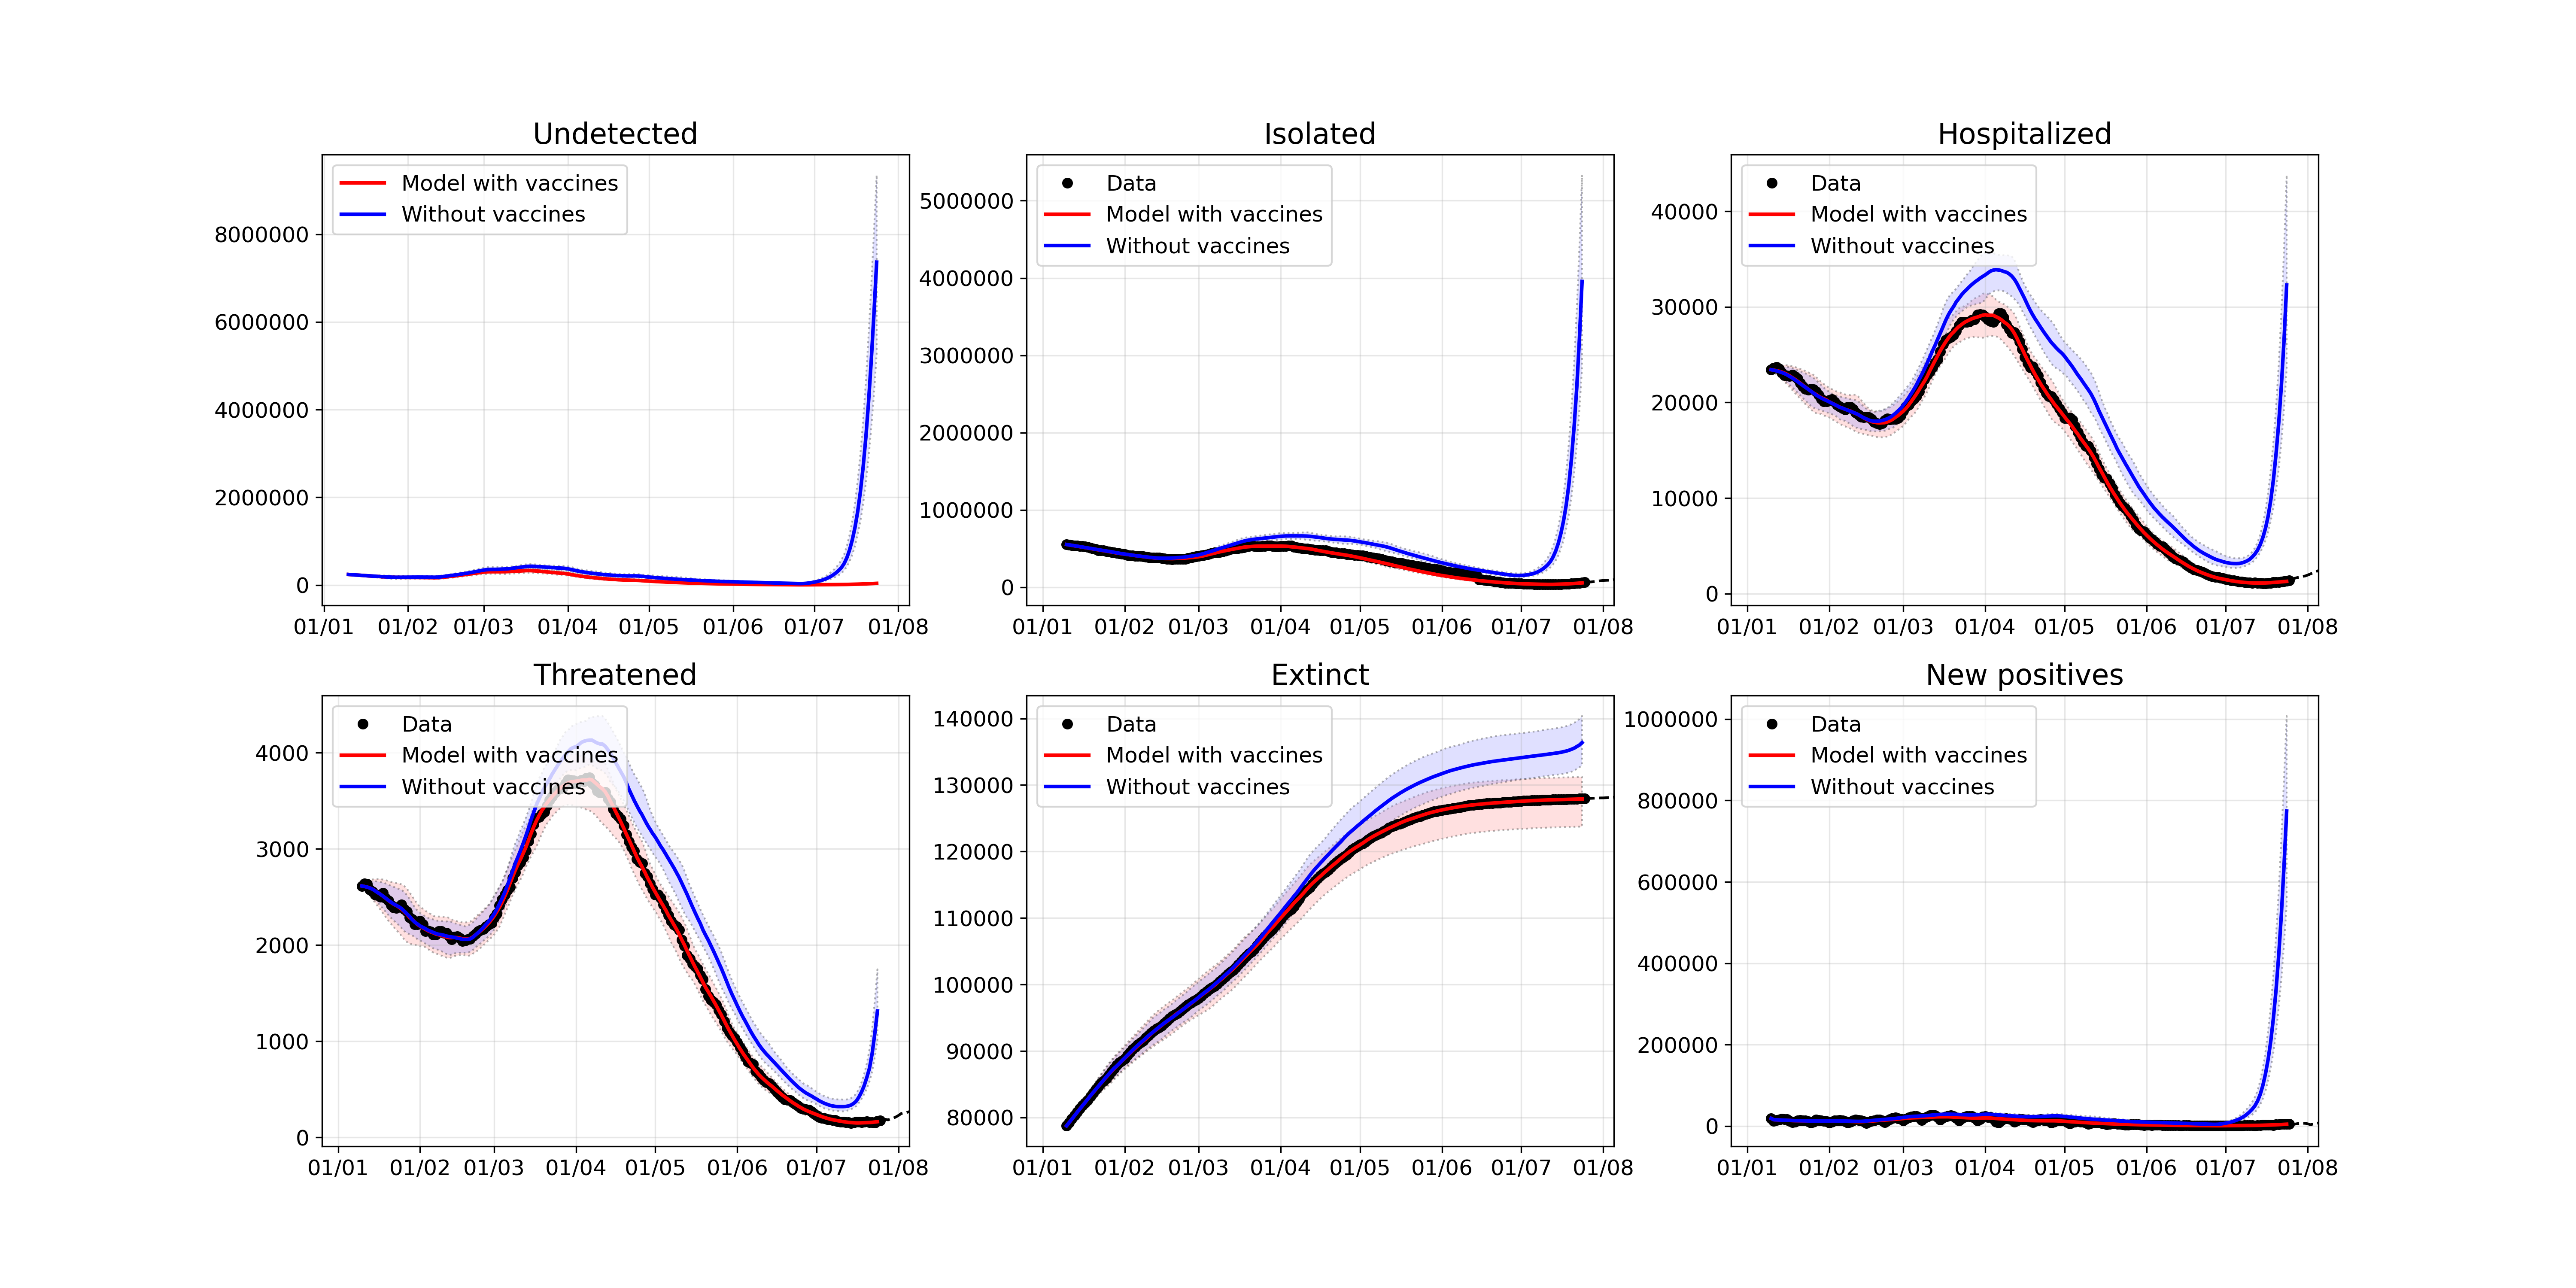 Undetected
Model with vaccines
Without vaccines
8000000
6000000
4000000
2000000
0
01/01 01/02 01/03 01/04 01/05 01/06 01/07 01/08
Isolated
Data
Model with vaccines
Without vaccines
5000000
4000000
3000000
2000000
1000000
0
01/01 01/02 01/03 01/04 01/05 01/06 01/07 01/08
Hospitalized
Data
Model with vaccines
Without vaccines
40000
30000
20000
10000
0
01/01 01/02 01/03 01/04 01/05 01/06 01/07 01/08
Threatened
Data
Model with vaccines
Without vaccines
4000
3000
2000
1000
0
01/01 01/02 01/03 01/04 01/05 01/06 01/07 01/08
Extinct
Data
Model with vaccines
Without vaccines
140000
130000
120000
110000
100000
90000
80000
01/01 01/02 01/03 01/04 01/05 01/06 01/07 01/08
New positives
Data
Model with vaccines
Without vaccines
1000000
800000
600000
400000
200000
0
01/01 01/02 01/03 01/04 01/05 01/06 01/07 01/08